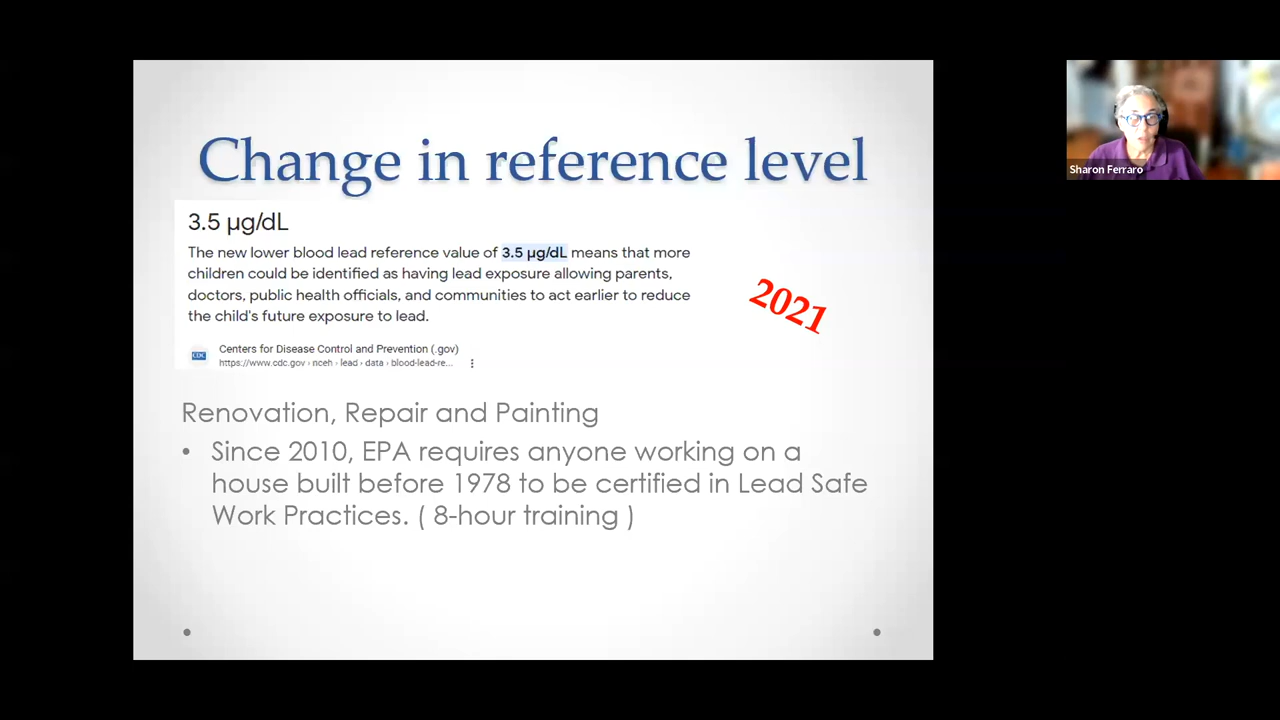 Change in reference level
3.5 µg/dL
The new lower blood lead reference value of 3.5 µg/dL means that more
children could be identified as having lead exposure allowing parents,
doctors, public health officials, and communities to act earlier to reduce
the child's future exposure to lead.
2021
CDC
Centers for Disease Control and Prevention (.gov)
https://www.cdc.gov › nceh › lead › data › blood-lead-re...
Renovation, Repair and Painting
• Since 2010, EPA requires anyone working on a
house built before 1978 to be certified in Lead Safe
Work Practices. ( 8-hour training )
Sharon Ferraro